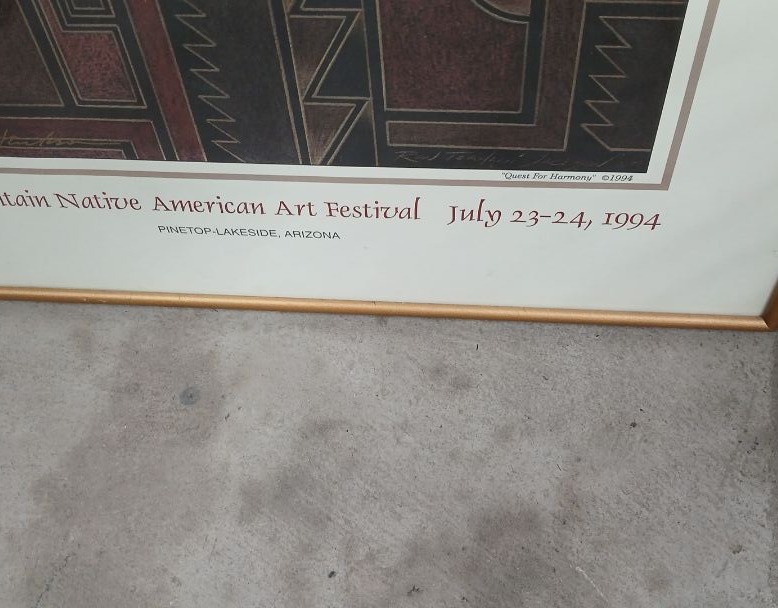 "Quest For Harmony" ©1994
tain Native American Art Festival July 23-24, 1994
PINETOP-LAKESIDE, ARIZONA